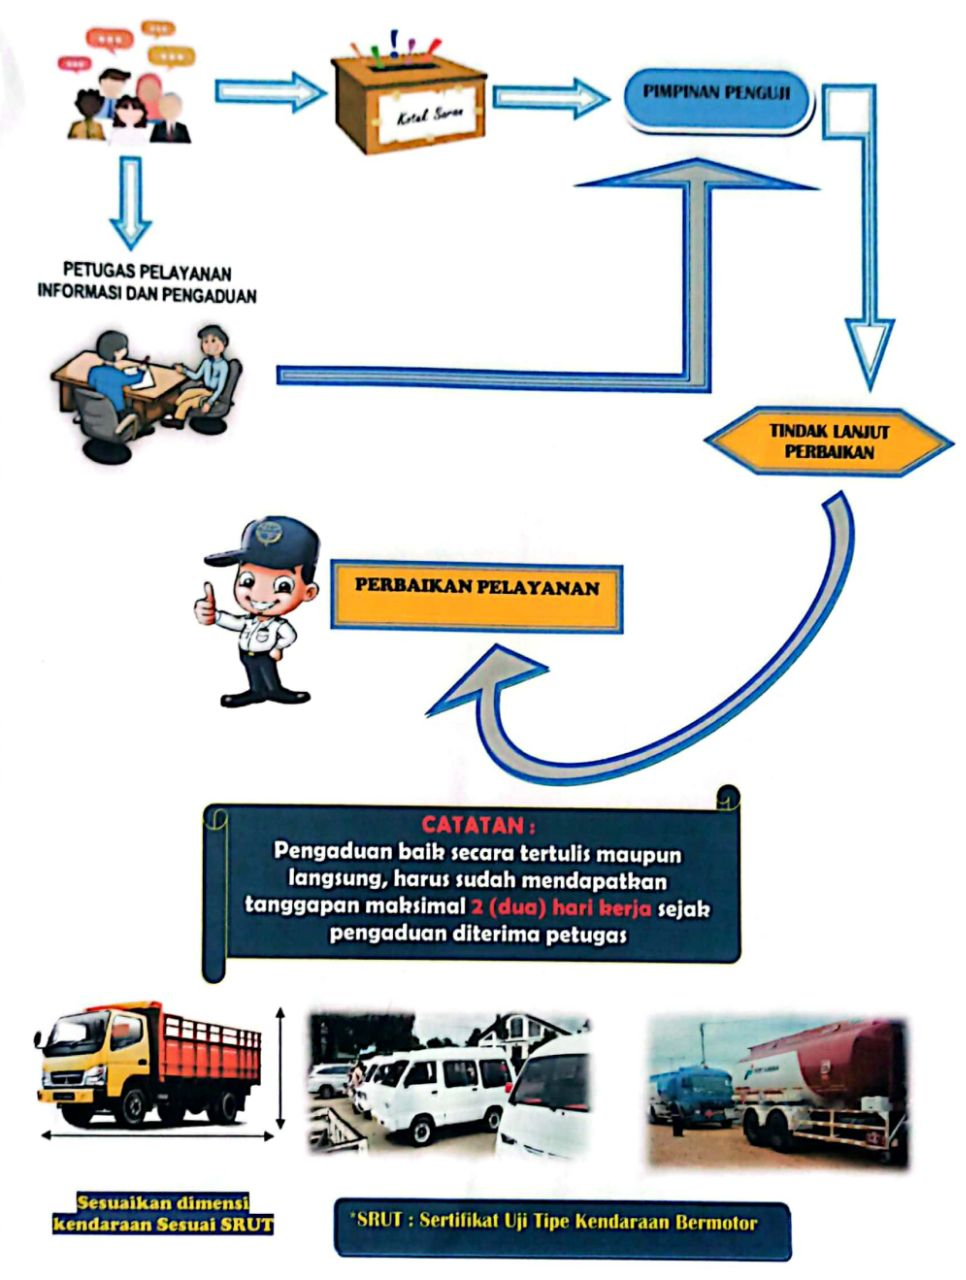 Kotak Saran
PIMPINAN PENGUJI
PETUGAS PELAYANAN
INFORMASI DAN PENGADUAN
TINDAK LANJUT
PERBAIKAN
PERBAIKAN PELAYANAN
CATATAN :
Pengaduan baik secara tertulis maupun
langsung, harus sudah mendapatkan
tanggapan maksimal 2 (dua) hari kerja sejak
pengaduan diterima petugas
Sesuaikan dimensi
kendaraan Sesuai SRUT
*SRUT : Sertifikat Uji Tipe Kendaraan Bermotor